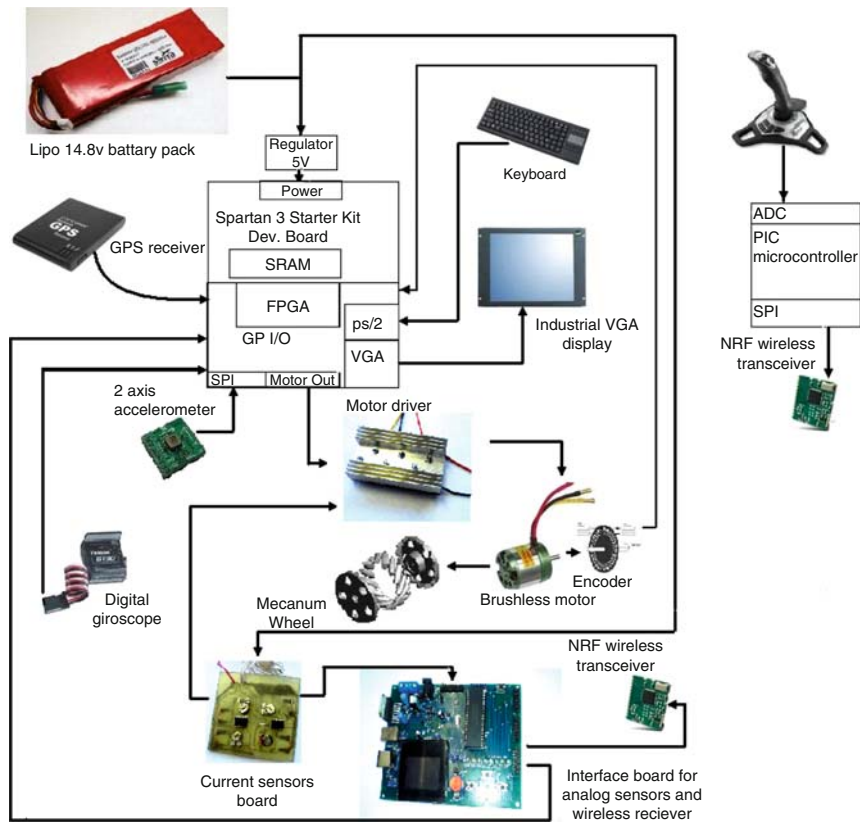 Lipo 14.8v battary pack
Regulator
5V
Power
Spartan 3 Starter Kit
Dev. Board
SRAM
FPGA
GP I/O
ps/2
VGA
SPI
Motor Out
GPS
GPS receiver
Keyboard
Industrial VGA
display
ADC
PIC
microcontroller
SPI
NRF wireless
transceiver
2 axis
accelerometer
Motor driver
Digital
giroscope
Mecanum
Wheel
Brushless motor
Encoder
NRF wireless
transceiver
Current sensors
board
Interface board for
analog sensors and
wireless reciever